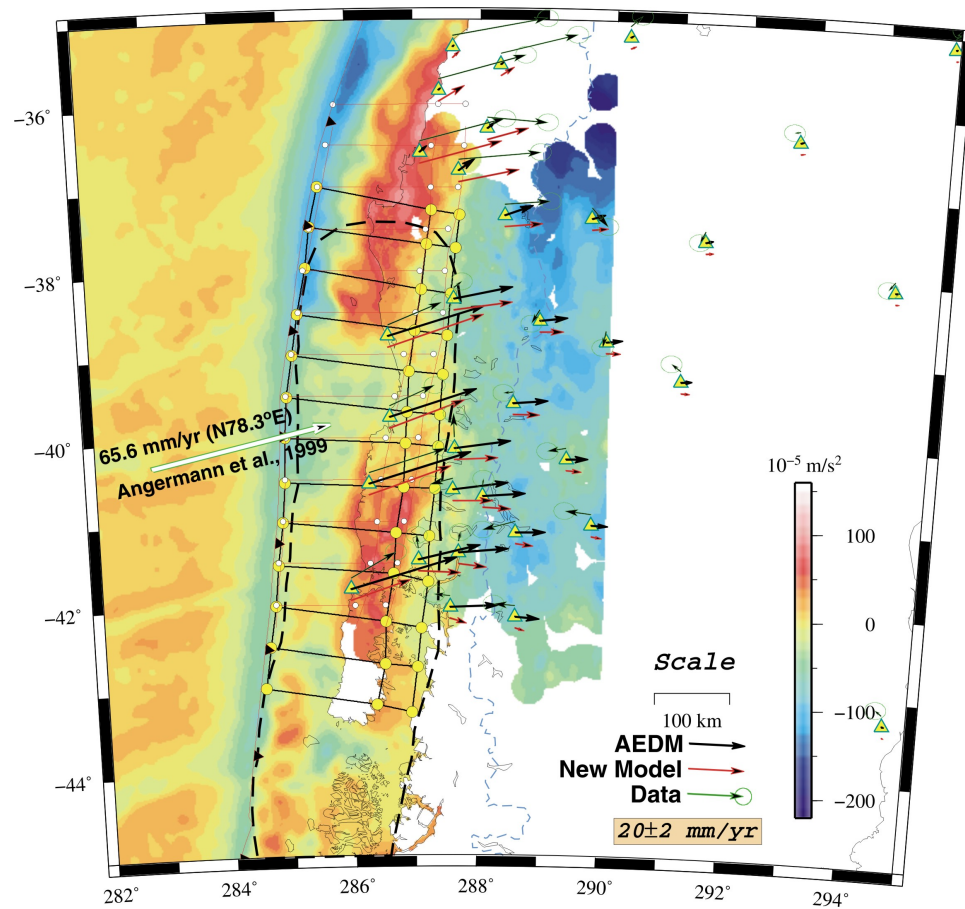 −36°
−38°
−40°
−42°
−44°
65.6 mm/yr (N78.3°E)
Angermann et al., 1999
10⁻⁵ m/s²
100
0
−100
−200
Scale
100 km
AEDM
New Model
Data
20±2 mm/yr
282
284°
286°
288°
290°
292°
294°